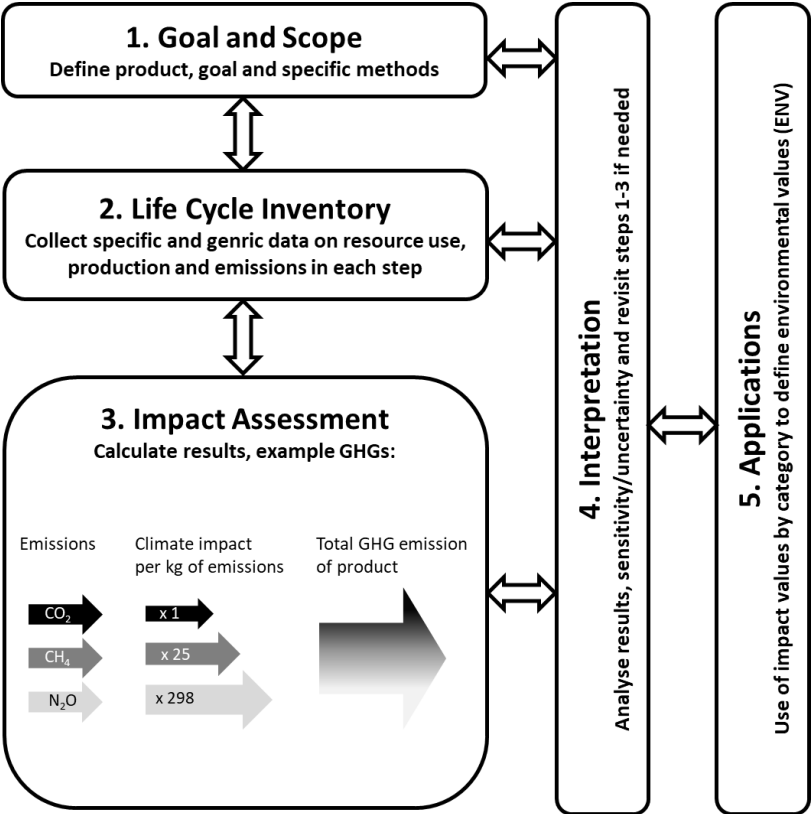 1. Goal and Scope
Define product, goal and specific methods
2. Life Cycle Inventory
Collect specific and genric data on resource use,
production and emissions in each step
3. Impact Assessment
Calculate results, example GHGs:
Emissions
Climate impact
per kg of emissions
Total GHG emission
of product
CO₂
x 1
CH₄
x 25
N₂O
x 298
4. Interpretation
Analyse results, sensitivity/uncertainty and revisit steps 1-3 if needed
5. Applications
Use of impact values by category to define environmental values (ENV)